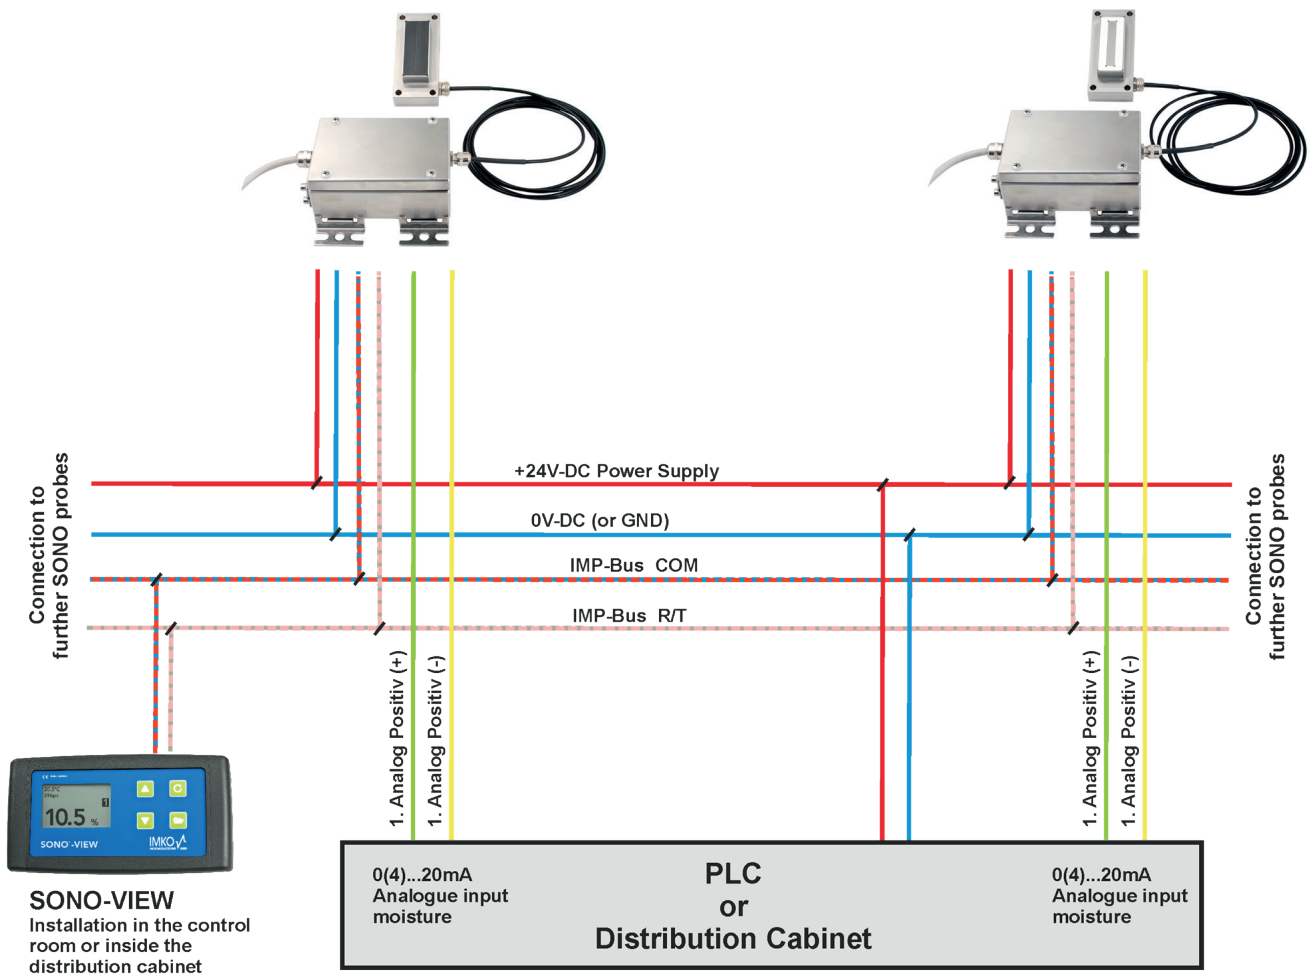 +24V-DC Power Supply
0V-DC (or GND)
IMP-Bus COM
IMP-Bus R/T
Connection to
further SONO probes
Connection to
further SONO probes
1. Analog Positiv (+)
1. Analog Positiv (-)
1. Analog Positiv (+)
1. Analog Positiv (-)
20.5°C
1
10.5 %
SONO-VIEW
IMKO
SONO-VIEW
Installation in the control
room or inside the
distribution cabinet
0(4)...20mA
Analogue input
moisture
PLC
or
Distribution Cabinet
0(4)...20mA
Analogue input
moisture